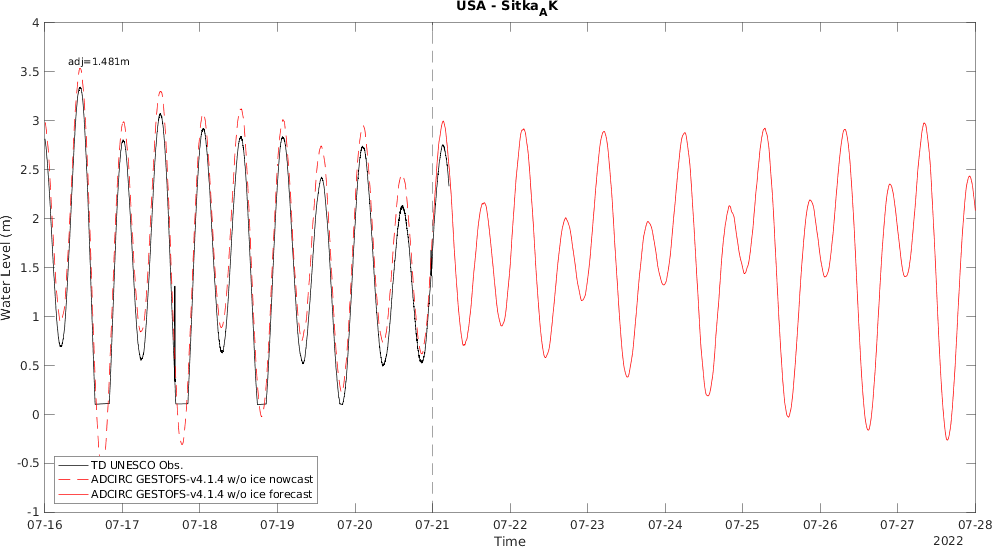 USA - Sitka_AK
adj=1.481m
4
3.5
3
2.5
2
1.5
1
0.5
0
-0.5
-1
Water Level (m)
TD UNESCO Obs.
ADCIRC GESTOFS-v4.1.4 w/o ice nowcast
ADCIRC GESTOFS-v4.1.4 w/o ice forecast
07-16 07-17 07-18 07-19 07-20 07-21 07-22 07-23 07-24 07-25 07-26 07-27 07-28
Time
2022